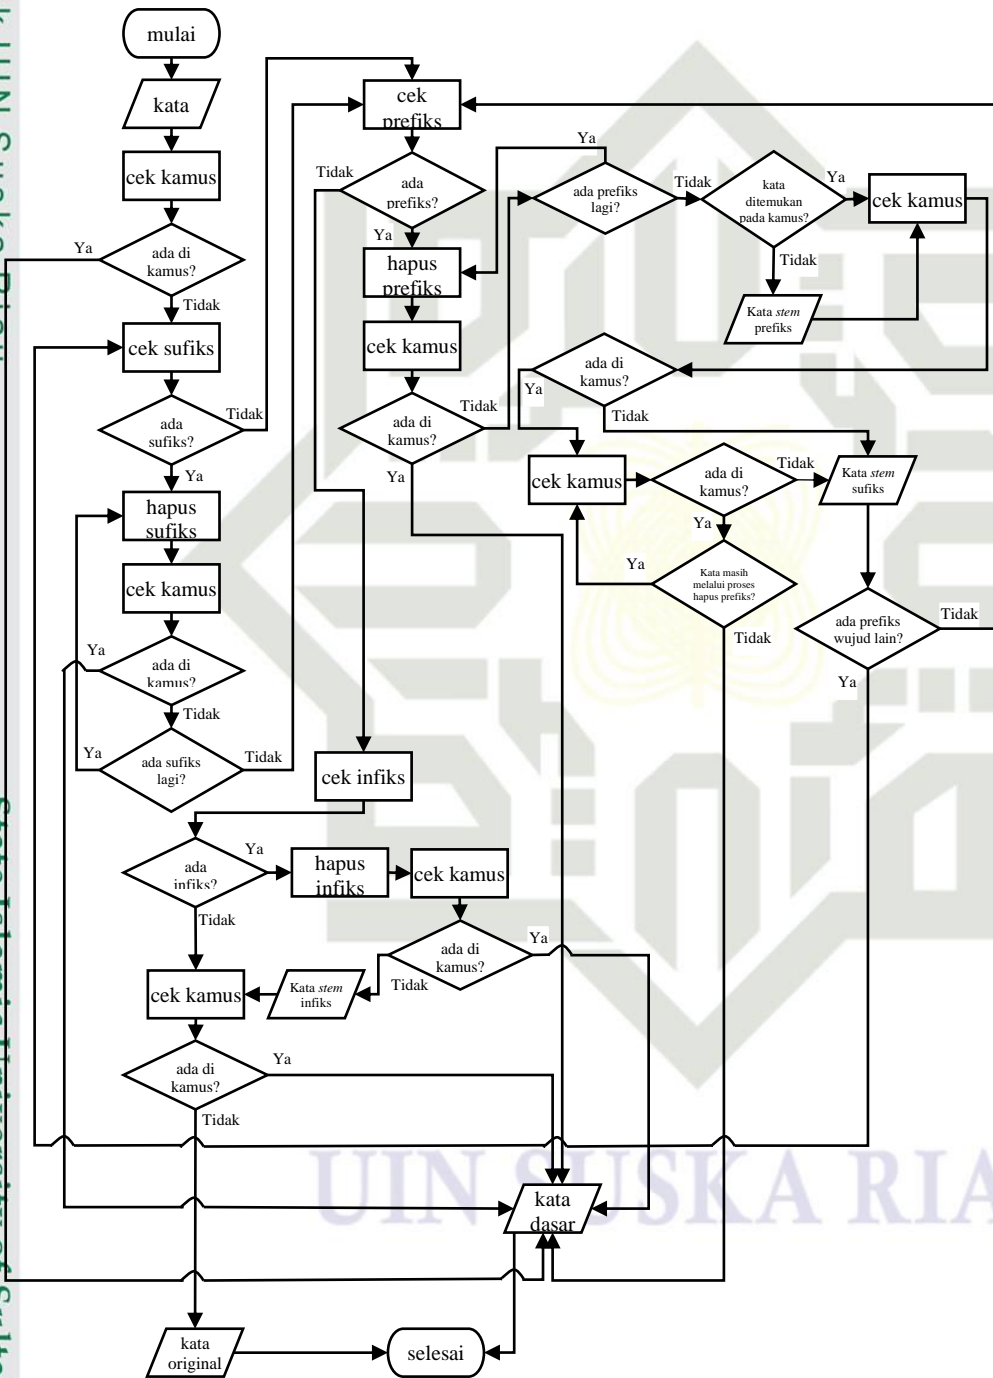 mulai
kata
cek kamus
ada di
kamus?
Ya
Tidak
cek sufiks
ada
sufiks?
Tidak
Ya
hapus
sufiks
cek kamus
ada di
kamus?
Ya
Tidak
ada sufiks
lagi?
Ya
Tidak
cek
prefiks
ada
prefiks?
Tidak
Ya
hapus
prefiks
cek kamus
ada di
kamus?
Tidak
Ya
ada prefiks
lagi?
Ya
Tidak
kata
ditemukan
pada kamus?
Ya
Tidak
cek kamus
Kata stem
prefiks
ada di
kamus?
Ya
Tidak
cek kamus
ada di
kamus?
Tidak
Ya
Kata stem
sufiks
Kata masih
melalui proses
hapus prefiks?
Ya
Tidak
ada prefiks
wujud lain?
Tidak
Ya
cek infiks
ada
infiks?
Ya
Tidak
hapus
infiks
cek kamus
ada di
kamus?
Ya
Tidak
Kata stem
infiks
cek kamus
ada di
kamus?
Ya
Tidak
kata
dasar
kata
original
selesai
UIN SUSKA RIA